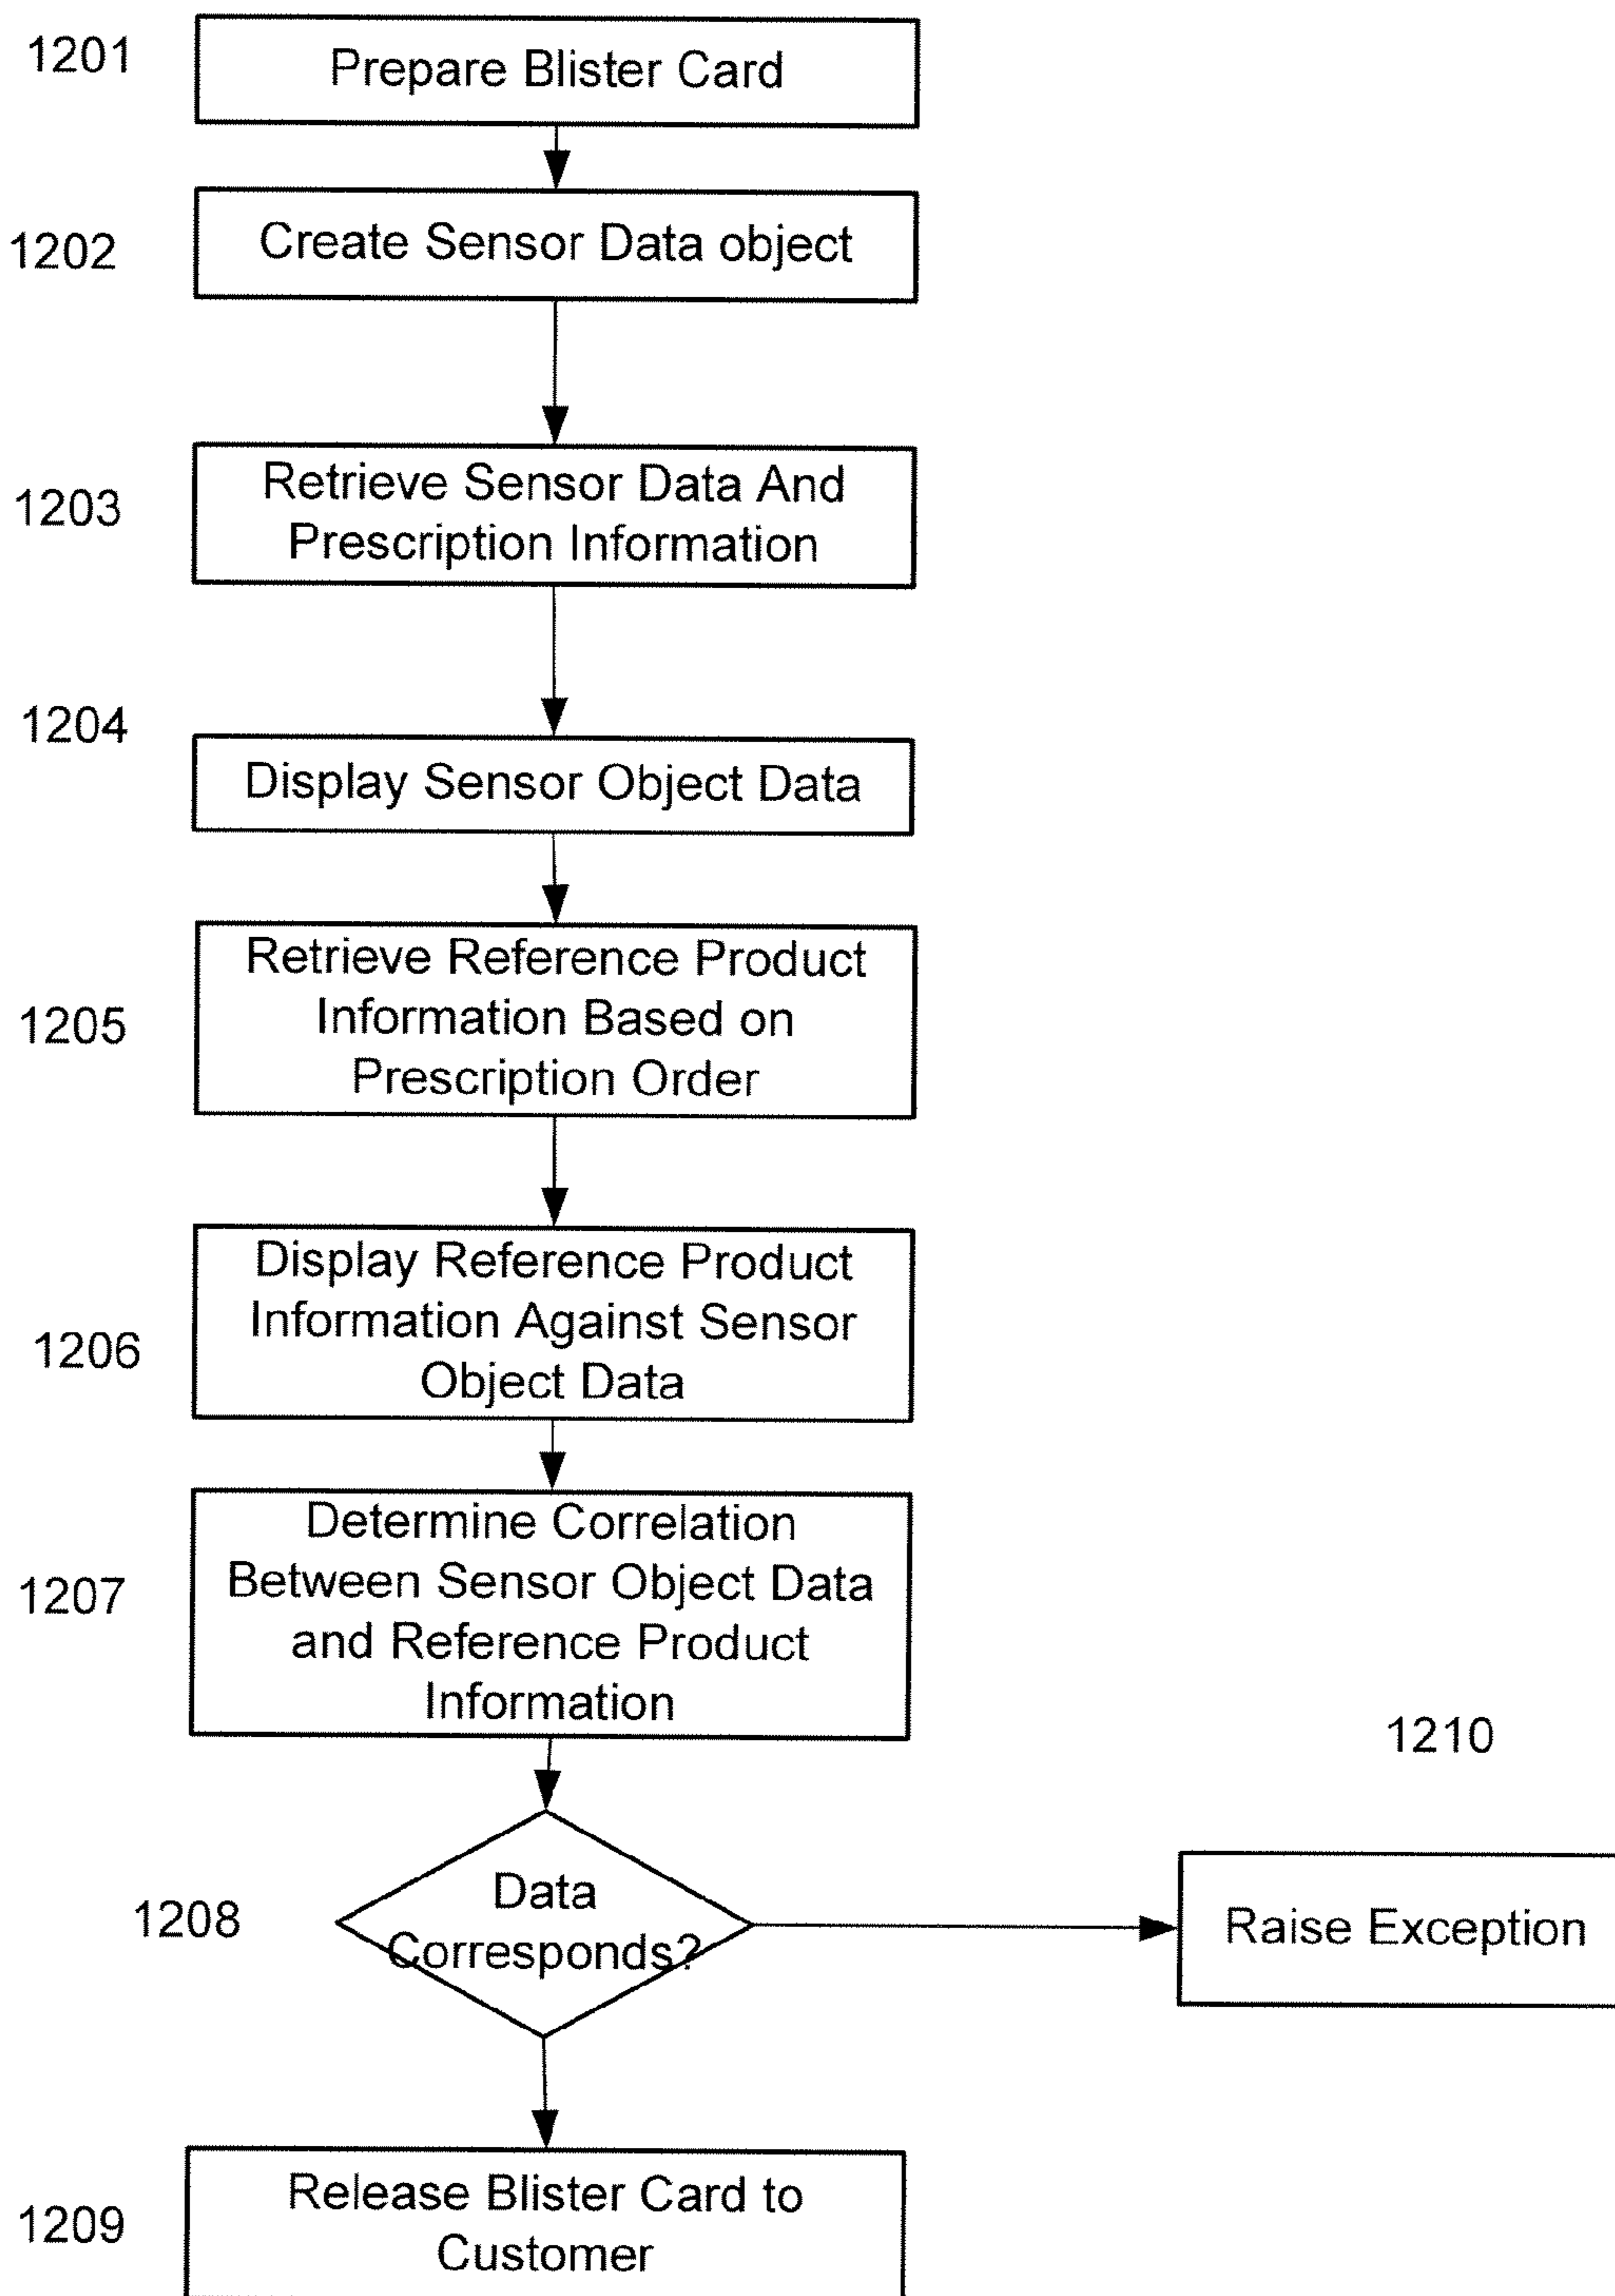 1201
Prepare Blister Card
1202
Create Sensor Data object
1203
Retrieve Sensor Data And
Prescription Information
1204
Display Sensor Object Data
1205
Retrieve Reference Product
Information Based on
Prescription Order
1206
Display Reference Product
Information Against Sensor
Object Data
1207
Determine Correlation
Between Sensor Object Data
and Reference Product
Information
1208
Data
Corresponds?
1210
Raise Exception
1209
Release Blister Card to
Customer